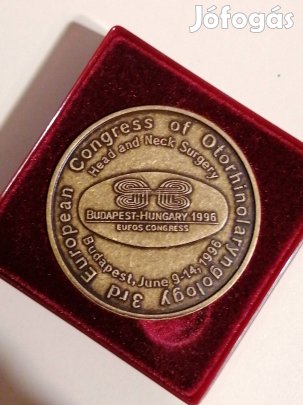 Jófogás
3rd European Congress of Otorhinolaryngology
Head and Neck Surgery
BUDAPEST-HUNGARY 1996
EUFOS CONGRESS
Budapest, June 9-14, 1996